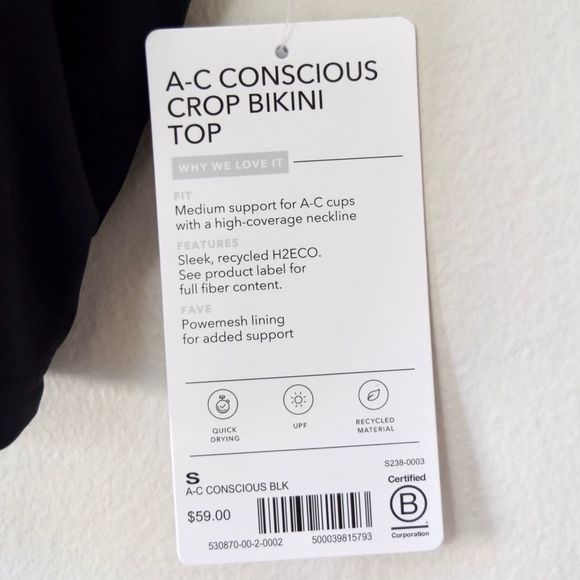 A-C CONSCIOUS
CROP BIKINI
TOP
WHY WE LOVE IT
FIT
Medium support for A-C cups
with a high-coverage neckline
FEATURES
Sleek, recycled H2ECO.
See product label for
full fiber content.
FAVE
Powemesh lining
for added support
QUICK
DRYING
UPF
RECYCLED
MATERIAL
S238-0003
S
A-C CONSCIOUS BLK
$59.00
530870-00-2-0002
500039815793
Certified
B
Corporation